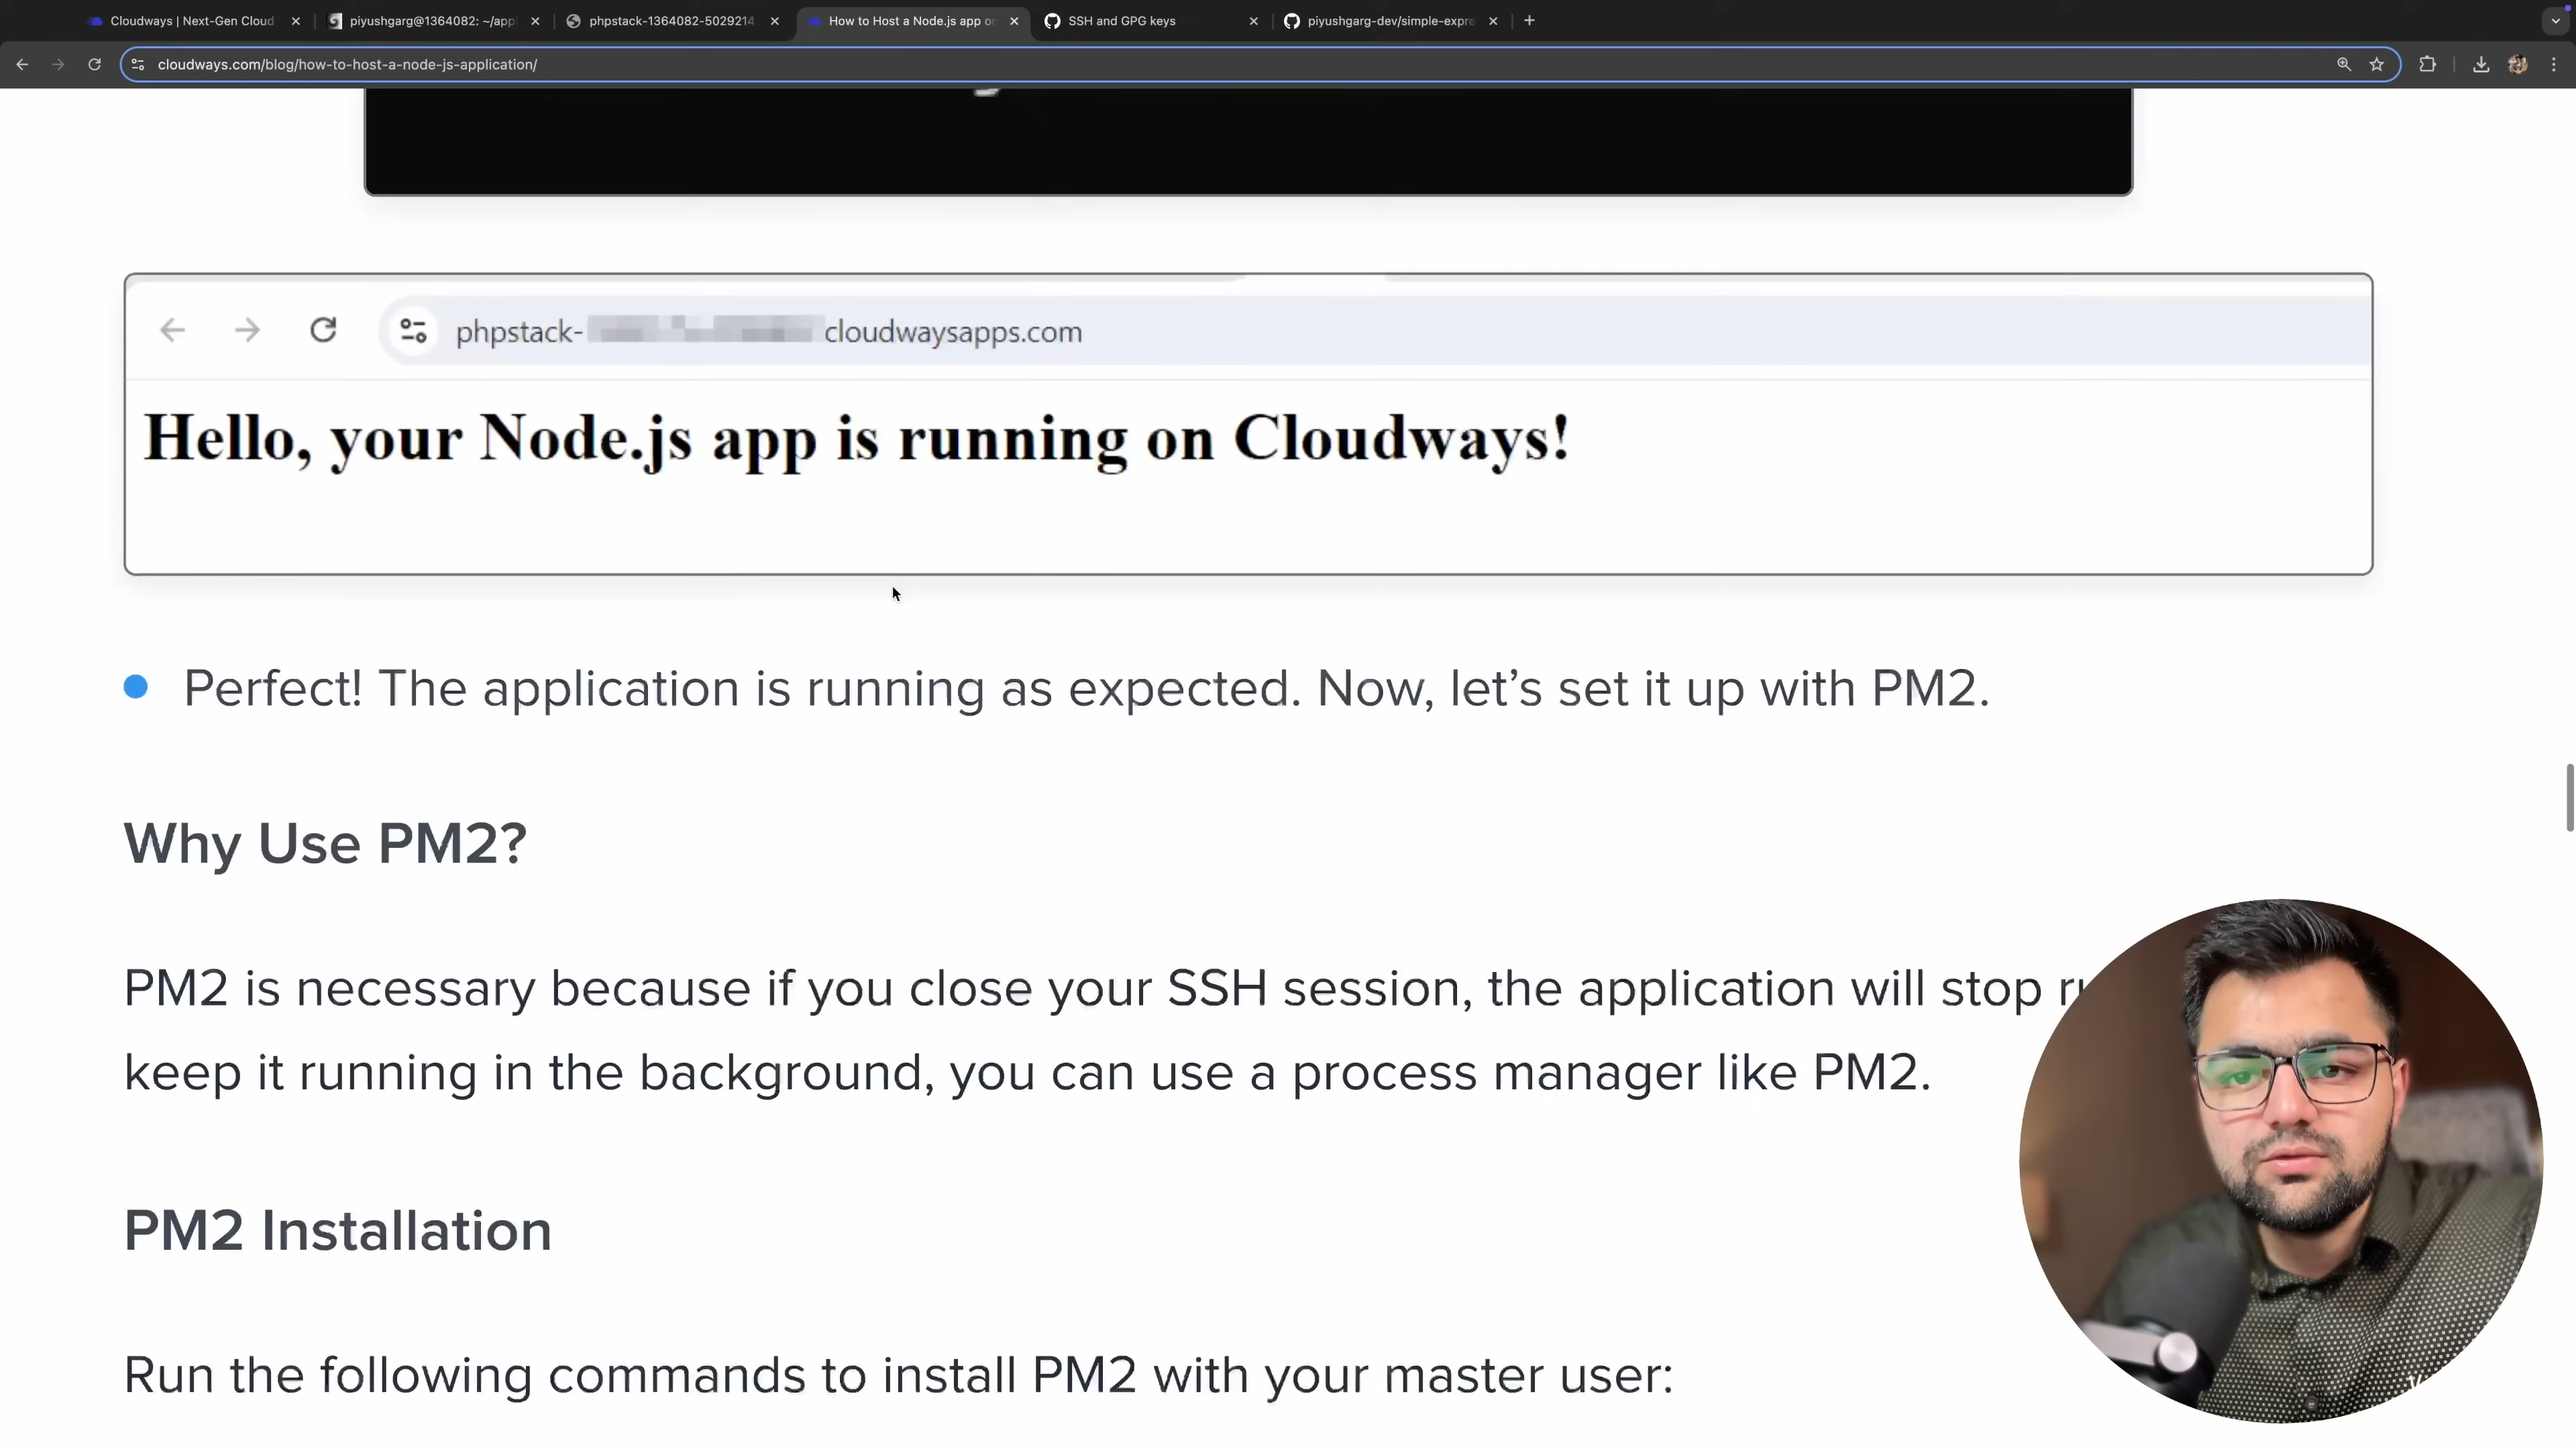 Cloudways | Next-Gen Cloud
piyushgarg@1364082: ~/appl
phpstack-1364082-5029214
How to Host a Node.js app or
SSH and GPG keys
piyushgarg-dev/simple-expre
cloudways.com/blog/how-to-host-a-node-js-application/
phpstack- cloudwaysapps.com
Hello, your Node.js app is running on Cloudways!
Perfect! The application is running as expected. Now, let’s set it up with PM2.
Why Use PM2?
PM2 is necessary because if you close your SSH session, the application will stop
keep it running in the background, you can use a process manager like PM2.
PM2 Installation
Run the following commands to install PM2 with your master user: